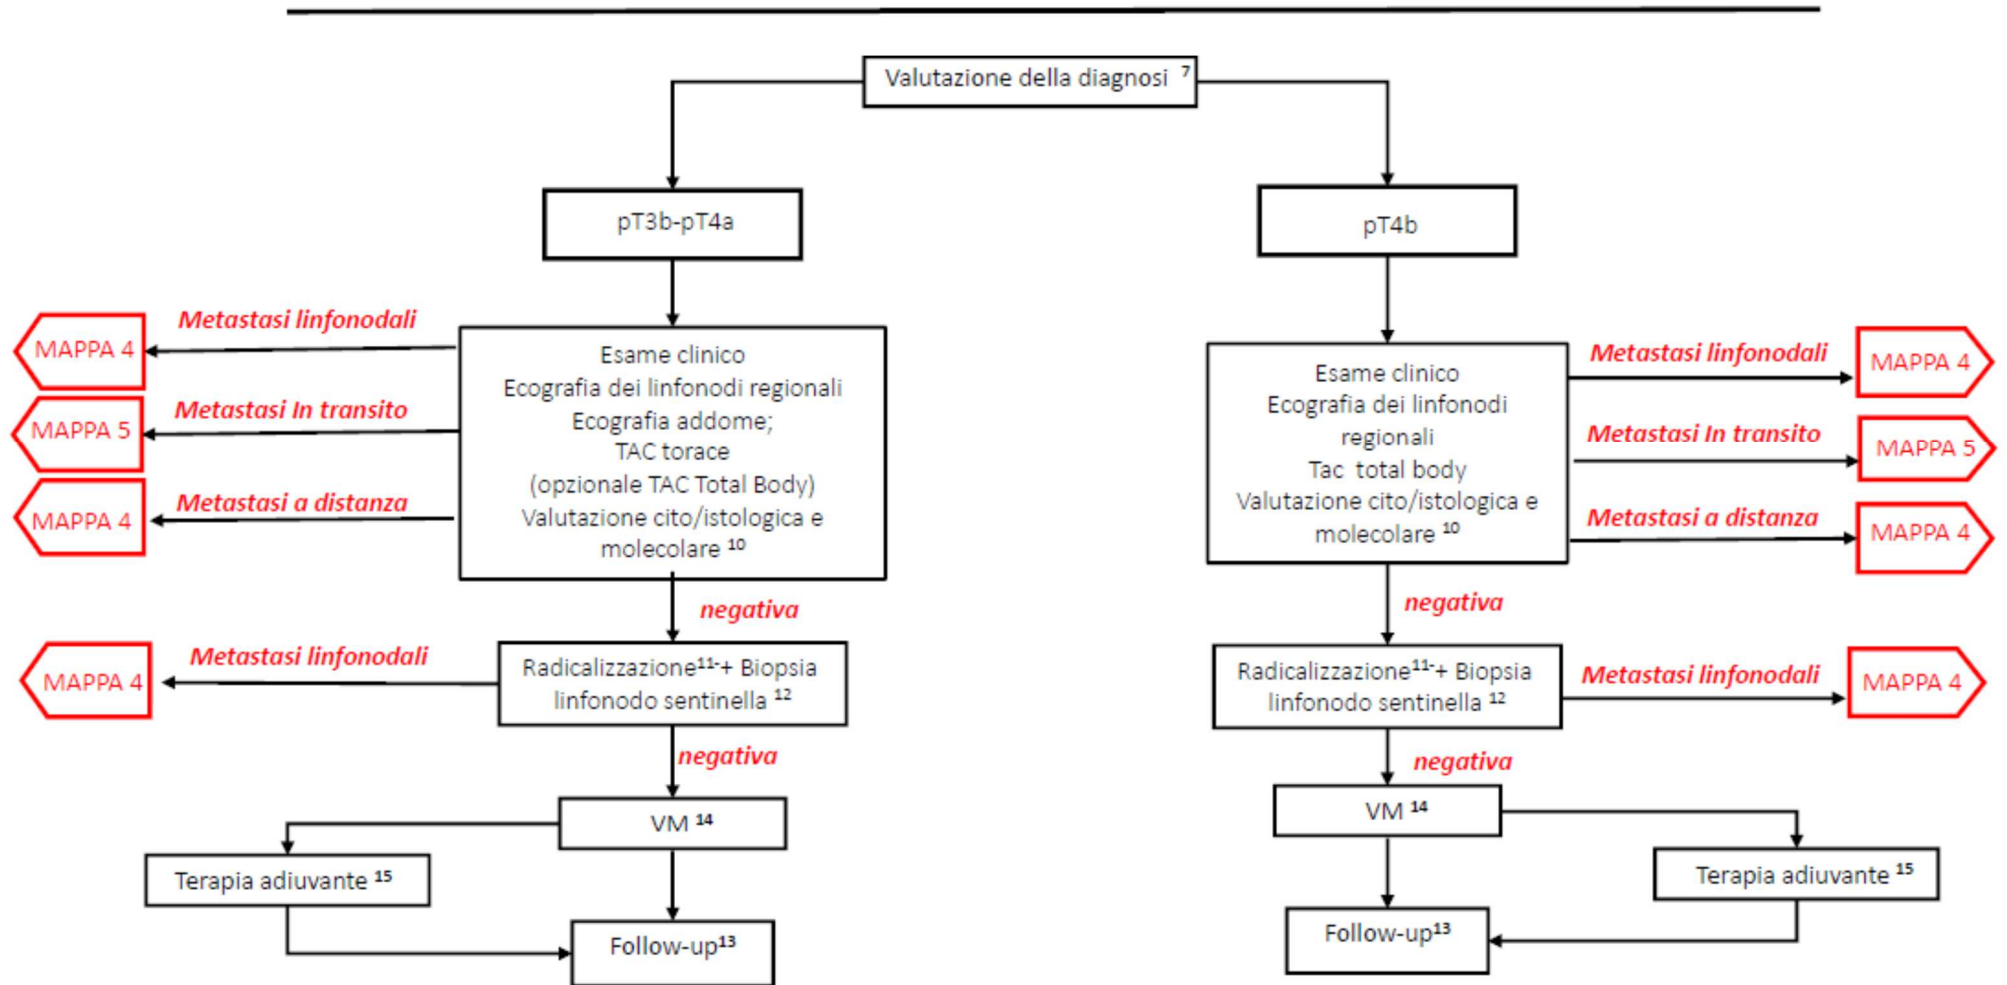 Valutazione della diagnosi 7
pT3b-pT4a
pT4b
Metastasi linfonodali
MAPPA 4
Metastasi In transito
MAPPA 5
Metastasi a distanza
MAPPA 4
Esame clinico
Ecografia dei linfonodi regionali
Ecografia addome;
TAC torace
(opzionale TAC Total Body)
Valutazione cito/istologica e
molecolare 10
Esame clinico
Ecografia dei linfonodi
regionali
Tac total body
Valutazione cito/istologica e
molecolare 10
Metastasi linfonodali
MAPPA 4
Metastasi In transito
MAPPA 5
Metastasi a distanza
MAPPA 4
negativa
negativa
Metastasi linfonodali
MAPPA 4
Radicalizzazione11-+ Biopsia
linfonodo sentinella 12
Radicalizzazione11-+ Biopsia
linfonodo sentinella 12
Metastasi linfonodali
MAPPA 4
negativa
negativa
VM 14
VM 14
Terapia adiuvante 15
Terapia adiuvante 15
Follow-up13
Follow-up13